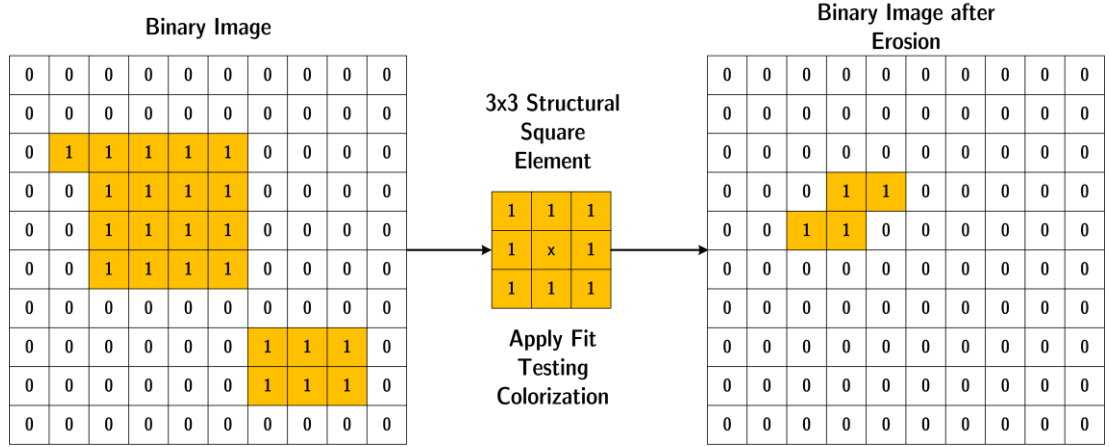 Binary Image
0 0 0 0 0 0 0 0 0 0
0 0 0 0 0 0 0 0 0 0
0 1 1 1 1 1 0 0 0 0
0 0 1 1 1 1 0 0 0 0
0 0 1 1 1 1 0 0 0 0
0 0 1 1 1 1 0 0 0 0
0 0 0 0 0 0 0 0 0 0
0 0 0 0 0 0 1 1 1 0
0 0 0 0 0 0 1 1 1 0
0 0 0 0 0 0 0 0 0 0
3x3 Structural
Square
Element
1 1 1
1 x 1
1 1 1
Apply Fit
Testing
Colorization
Binary Image after
Erosion
0 0 0 0 0 0 0 0 0 0
0 0 0 0 0 0 0 0 0 0
0 0 0 0 0 0 0 0 0 0
0 0 0 1 1 0 0 0 0 0
0 0 1 1 0 0 0 0 0 0
0 0 0 0 0 0 0 0 0 0
0 0 0 0 0 0 0 0 0 0
0 0 0 0 0 0 0 0 0 0
0 0 0 0 0 0 0 0 0 0
0 0 0 0 0 0 0 0 0 0